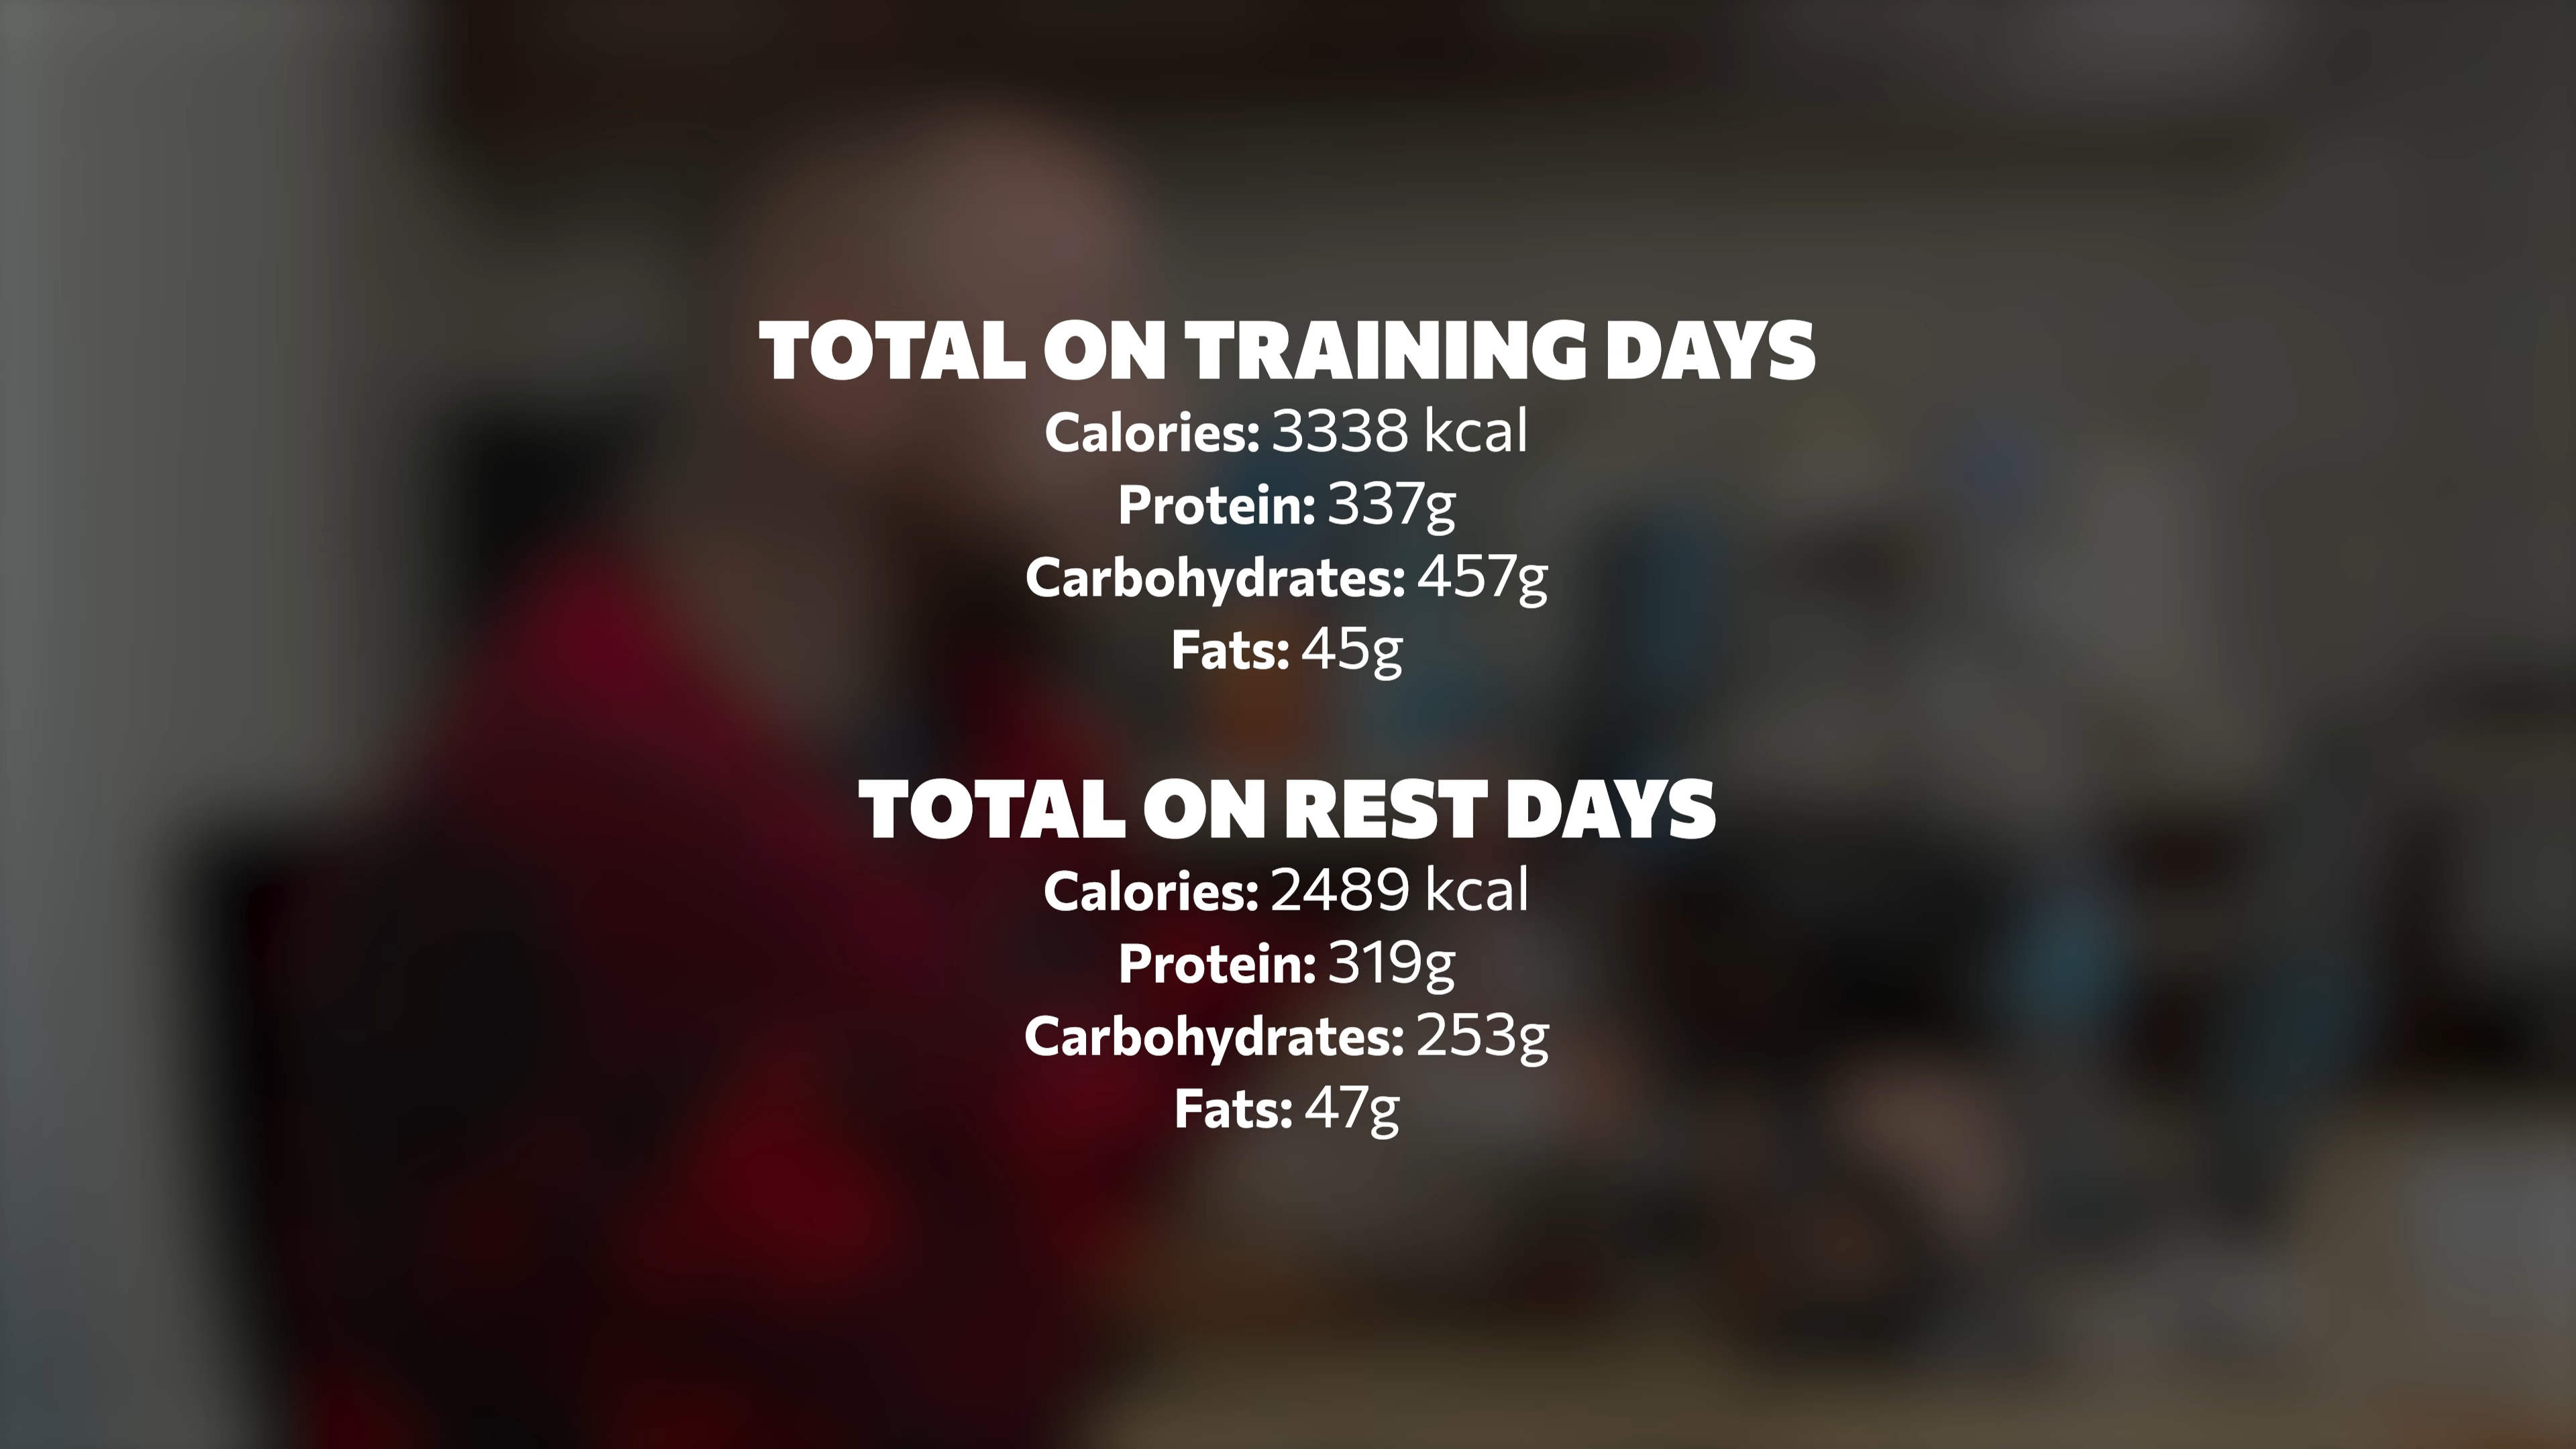 TOTAL ON TRAINING DAYS
Calories: 3338 kcal
Protein: 337g
Carbohydrates: 457g
Fats: 45g
TOTAL ON REST DAYS
Calories: 2489 kcal
Protein: 319g
Carbohydrates: 253g
Fats: 47g